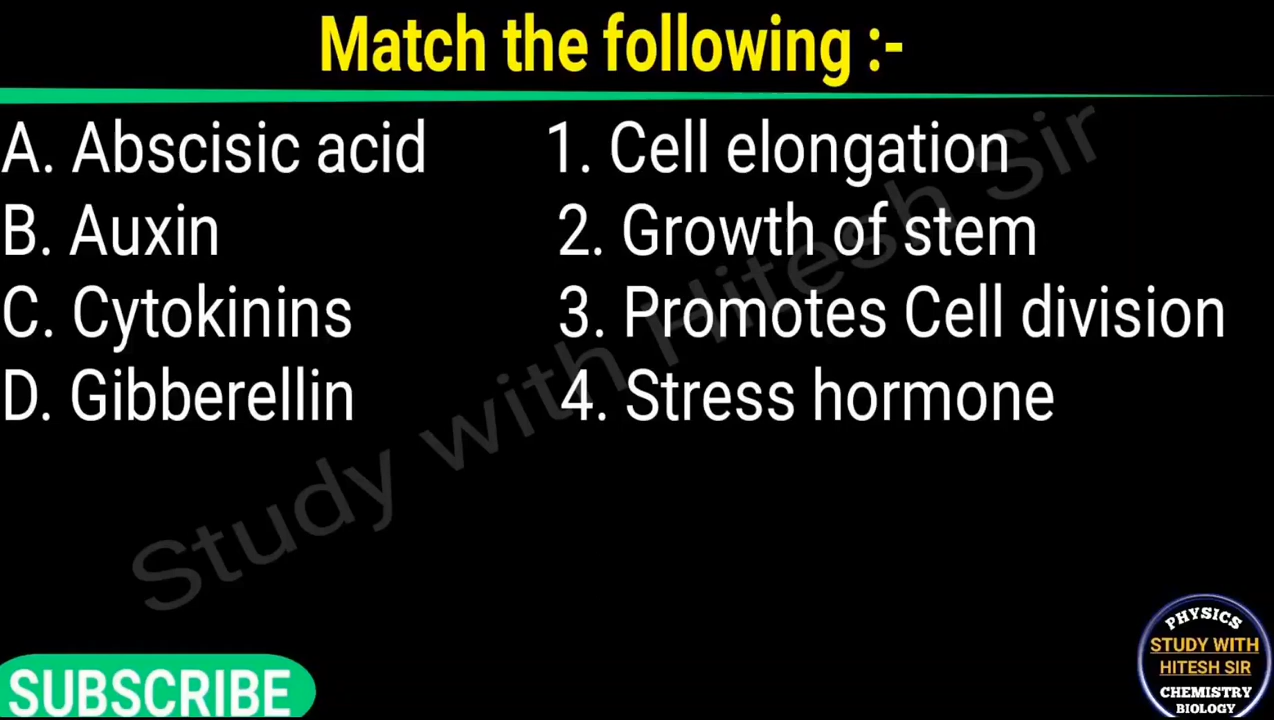 Match the following :-
A. Abscisic acid 1. Cell elongation
B. Auxin 2. Growth of stem
C. Cytokinins 3. Promotes Cell division
D. Gibberellin 4. Stress hormone
Study with Hitesh Sir
SUBSCRIBE
PHYSICS
STUDY WITH
HITESH SIR
CHEMISTRY
BIOLOGY